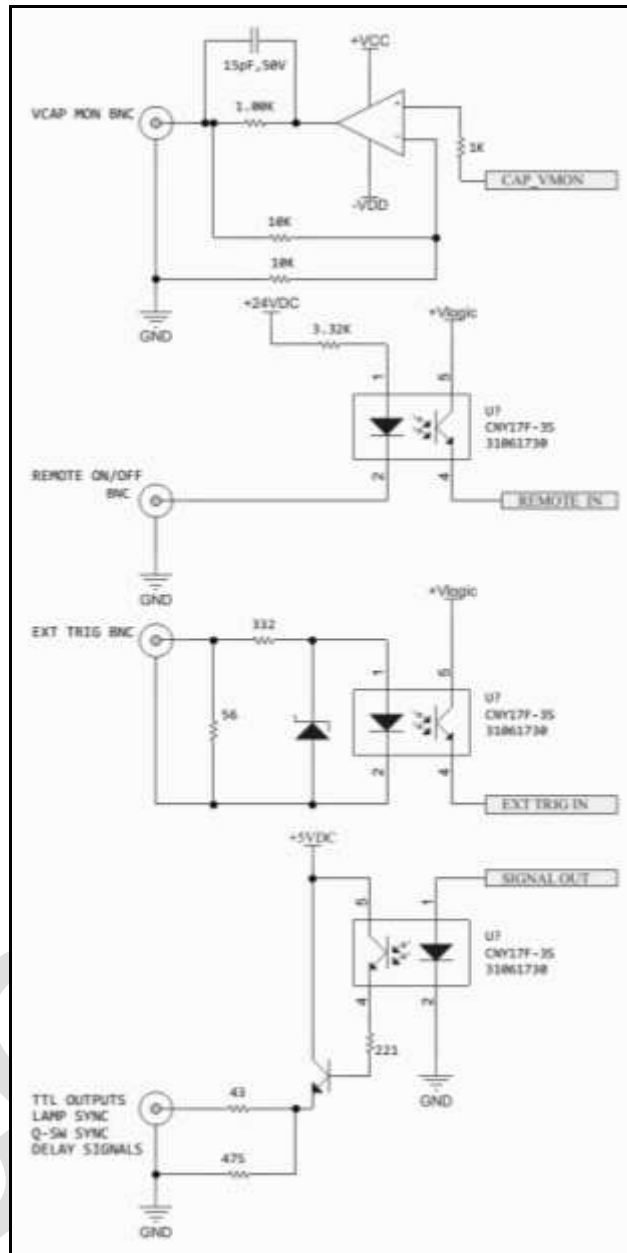 +VCC
15pF,50V
VCAP MON BNC
1.00K
1K
CAP_VMON
-VDD
10K
10K
GND
+24VDC
3.32K
+Vlogic
1
5
U?
CNY17F-3S
31061730
2
4
REMOTE ON/OFF
BNC
REMOTE_IN
GND
+Vlogic
EXT TRIG BNC
332
1
5
U?
CNY17F-3S
31061730
56
2
4
EXT TRIG IN
+5VDC
SIGNAL OUT
5
1
U?
CNY17F-3S
31061730
4
2
221
GND
TTL OUTPUTS
LAMP SYNC
Q-SW SYNC
DELAY SIGNALS
43
475
GND